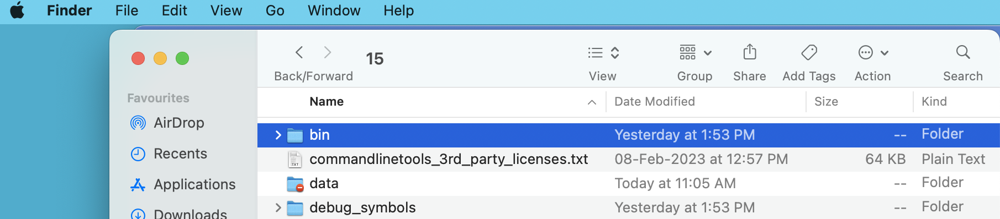 Finder File Edit View Go Window Help
15
Back/Forward View Group Share Add Tags Action Search
Favourites
AirDrop
Recents
Applications
Downloads
Name Date Modified Size Kind
bin Yesterday at 1:53 PM -- Folder
commandlinetools_3rd_party_licenses.txt 08-Feb-2023 at 12:57 PM 64 KB Plain Text
data Today at 11:05 AM -- Folder
debug_symbols Yesterday at 1:53 PM -- Folder